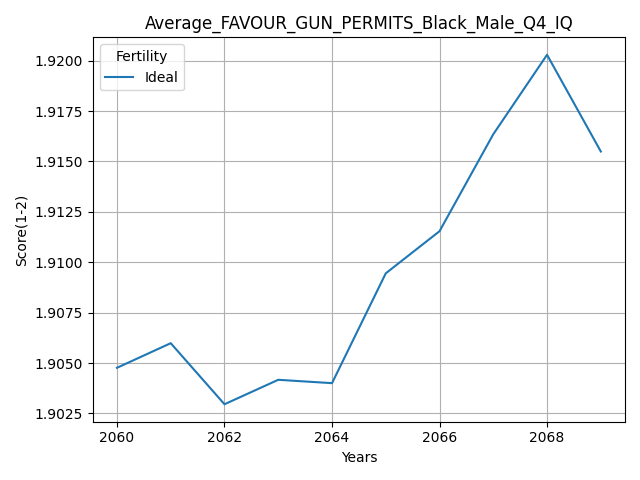 Average_FAVOUR_GUN_PERMITS_Black_Male_Q4_IQ
Fertility
Ideal
Score(1-2)
1.9200
1.9175
1.9150
1.9125
1.9100
1.9075
1.9050
1.9025
2060 2062 2064 2066 2068
Years